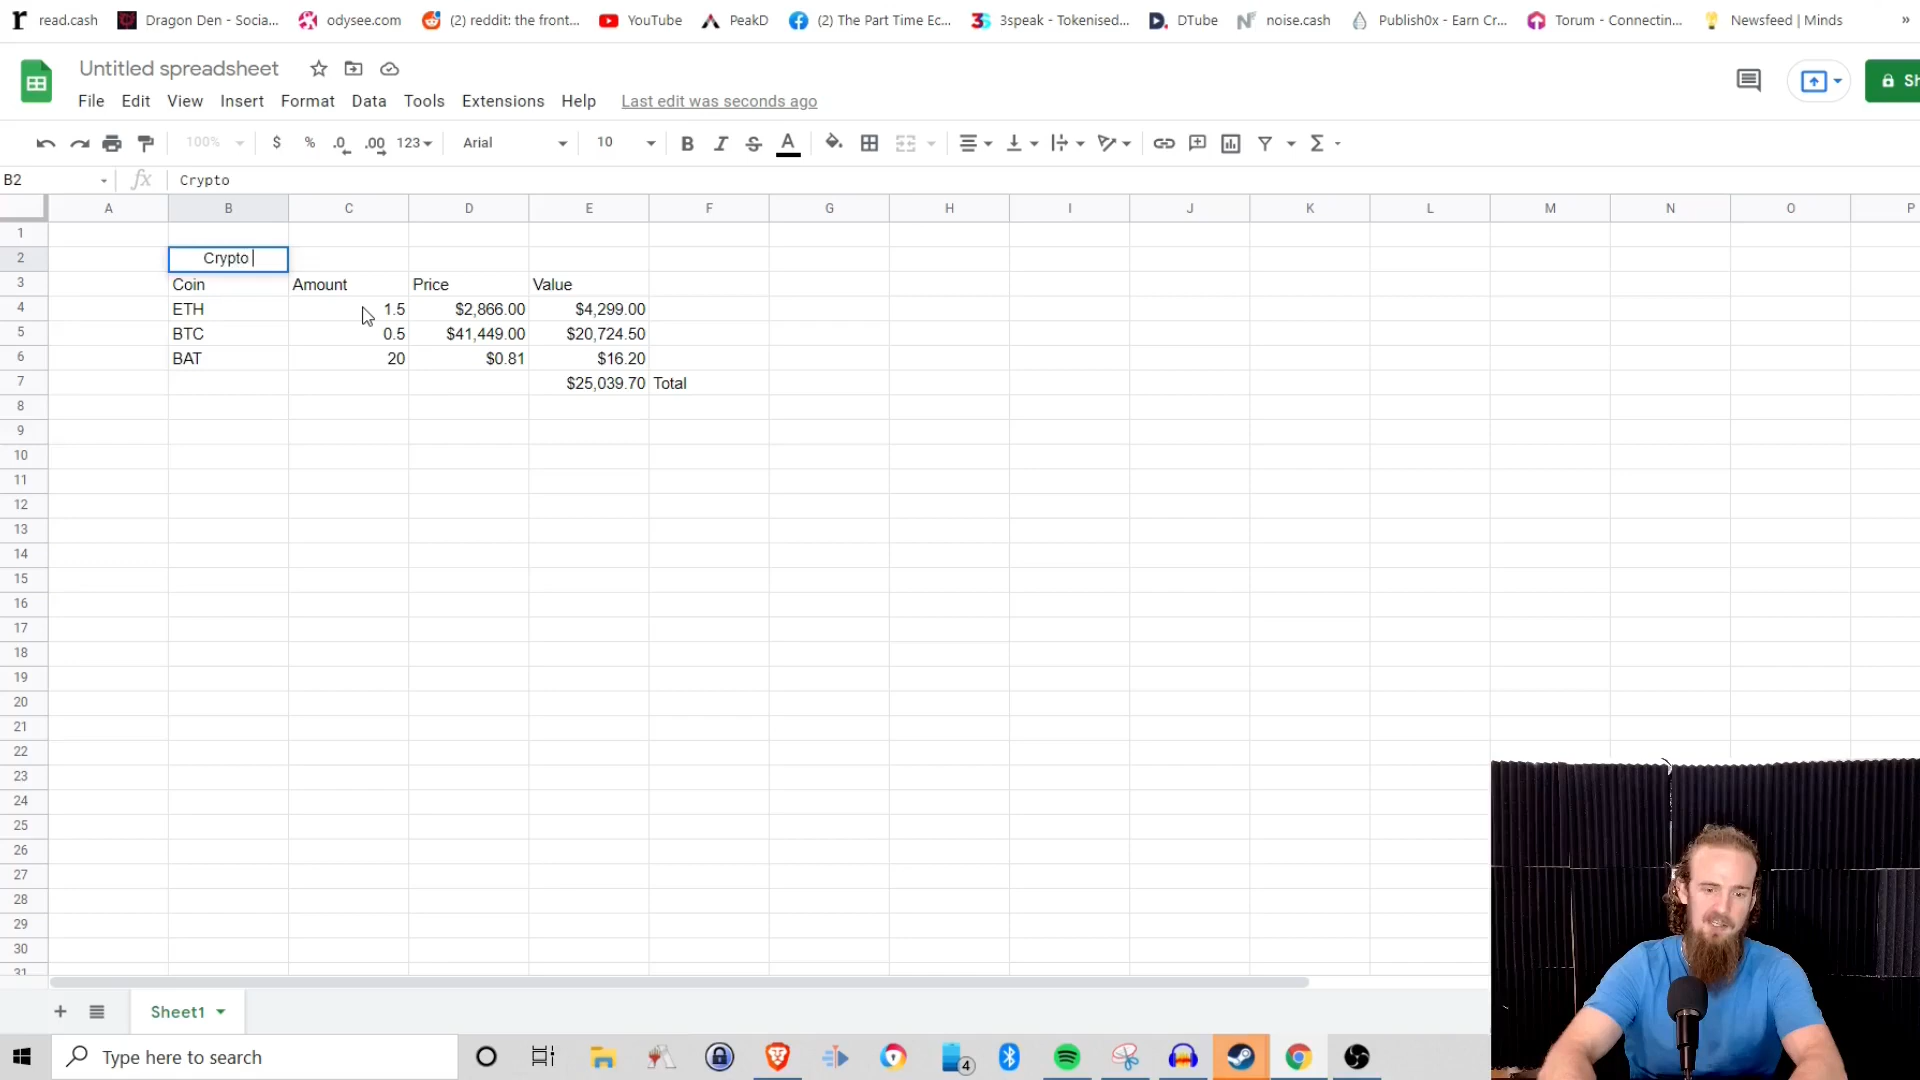 read.cash Dragon Den - Socia... odysee.com (2) reddit: the front... YouTube PeakD (2) The Part Time Ec... 3speak - Tokenised... DTube noise.cash Publish0x - Earn Cr... Torum - Connectin... Newsfeed | Minds »
Untitled spreadsheet
File Edit View Insert Format Data Tools Extensions Help Last edit was seconds ago Sh
100% $ % .0 .00 123 Arial 10 B I S A Σ
B2 fx Crypto
A B C D E F G H I J K L M N O P
1
2 Crypto
3 Coin Amount Price Value
4 ETH 1.5 $2,866.00 $4,299.00
5 BTC 0.5 $41,449.00 $20,724.50
6 BAT 20 $0.81 $16.20
7 $25,039.70 Total
8
9
10
11
12
13
14
15
16
17
18
19
20
21
22
23
24
25
26
27
28
29
30
31
+ Sheet1
Type here to search 4